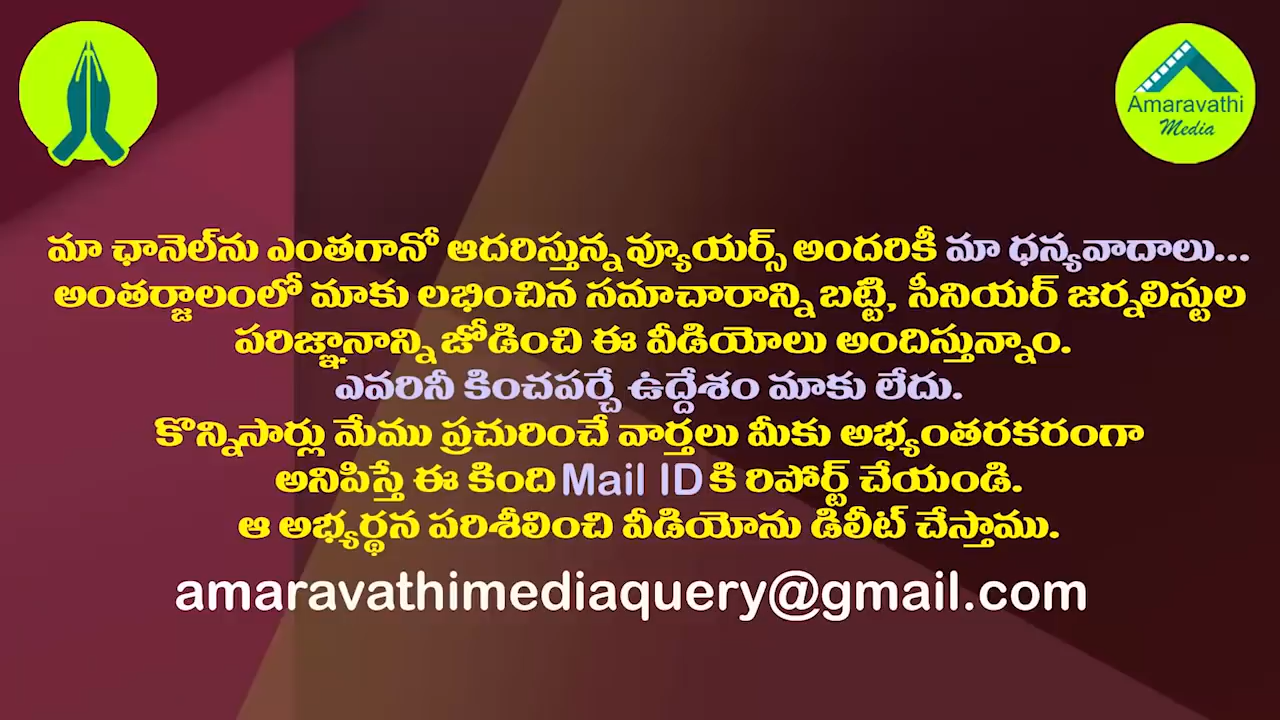 Amaravathi
Media
మా ఛానెల్‌ను ఎంతగానో ఆదరిస్తున్న వ్యూయర్స్ అందరికీ మా ధన్యవాదాలు...
అంతర్జాలంలో మాకు లభించిన సమాచారాన్ని బట్టి, సీనియర్ జర్నలిస్టుల
పరిజ్ఞానాన్ని జోడించి ఈ వీడియోలు అందిస్తున్నాం.
ఎవరినీ కించపర్చే ఉద్దేశం మాకు లేదు.
కొన్నిసార్లు మేము ప్రచురించే వార్తలు మీకు అభ్యంతరకరంగా
అనిపిస్తే ఈ కింది Mail ID కి రిపోర్ట్ చేయండి.
ఆ అభ్యర్థన పరిశీలించి వీడియోను డిలీట్ చేస్తాము.
amaravathimediaquery@gmail.com